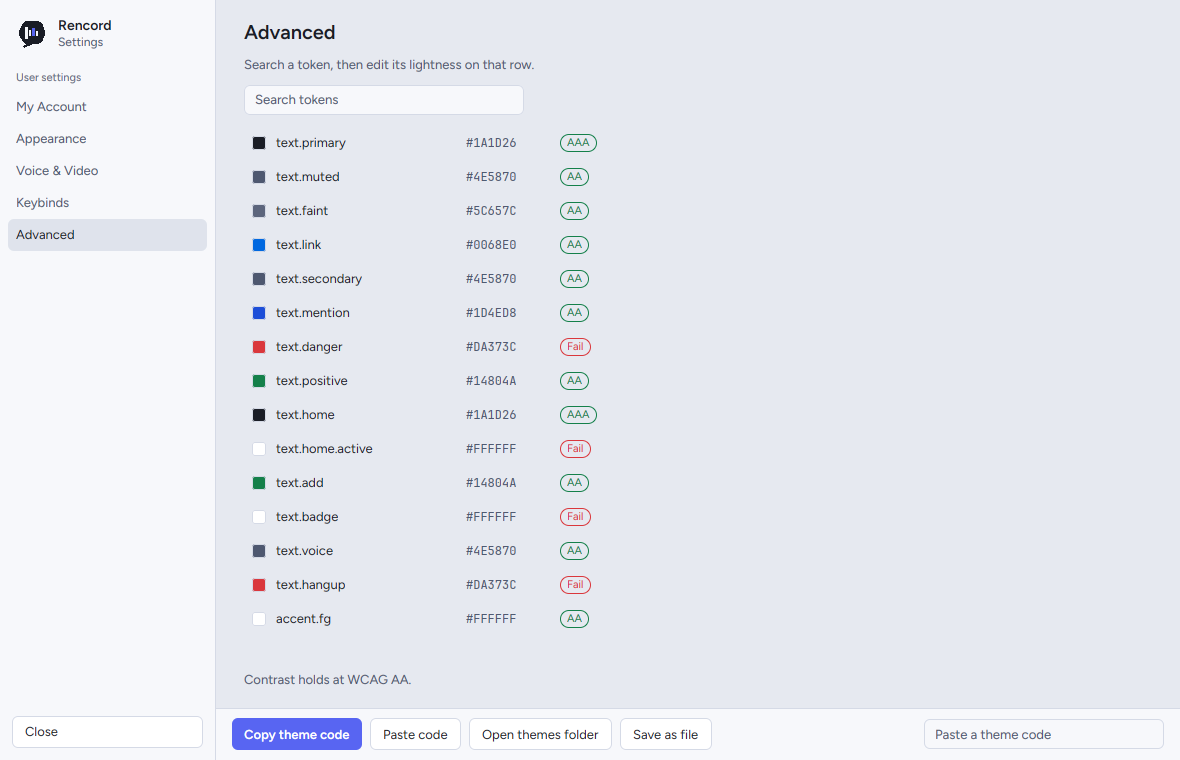 Rencord
Settings
User settings
My Account
Appearance
Voice & Video
Keybinds
Advanced
Close
Advanced
Search a token, then edit its lightness on that row.
Search tokens
text.primary #1A1D26 AAA
text.muted #4E5870 AA
text.faint #5C657C AA
text.link #0068E0 AA
text.secondary #4E5870 AA
text.mention #1D4ED8 AA
text.danger #DA373C Fail
text.positive #14804A AA
text.home #1A1D26 AAA
text.home.active #FFFFFF Fail
text.add #14804A AA
text.badge #FFFFFF Fail
text.voice #4E5870 AA
text.hangup #DA373C Fail
accent.fg #FFFFFF AA
Contrast holds at WCAG AA.
Copy theme code Paste code Open themes folder Save as file Paste a theme code